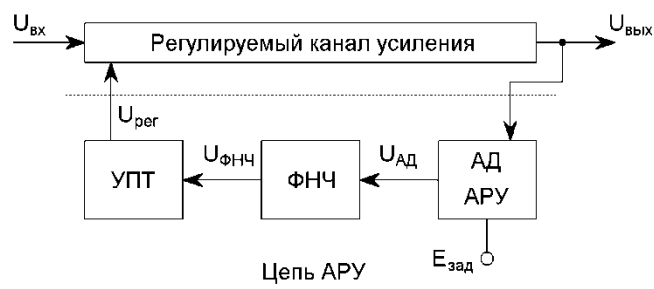 Uвх
Регулируемый канал усиления
Uвых
Uрег
УПТ
UФНЧ
ФНЧ
UАД
АД
АРУ
Eзад
Цепь АРУ